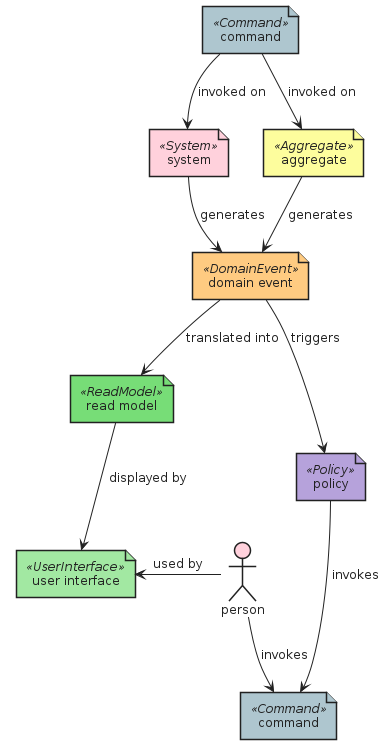 «Command»
command
invoked on
invoked on
«System»
system
«Aggregate»
aggregate
generates
generates
«DomainEvent»
domain event
translated into
triggers
«ReadModel»
read model
«Policy»
policy
displayed by
«UserInterface»
user interface
used by
person
invokes
invokes
«Command»
command